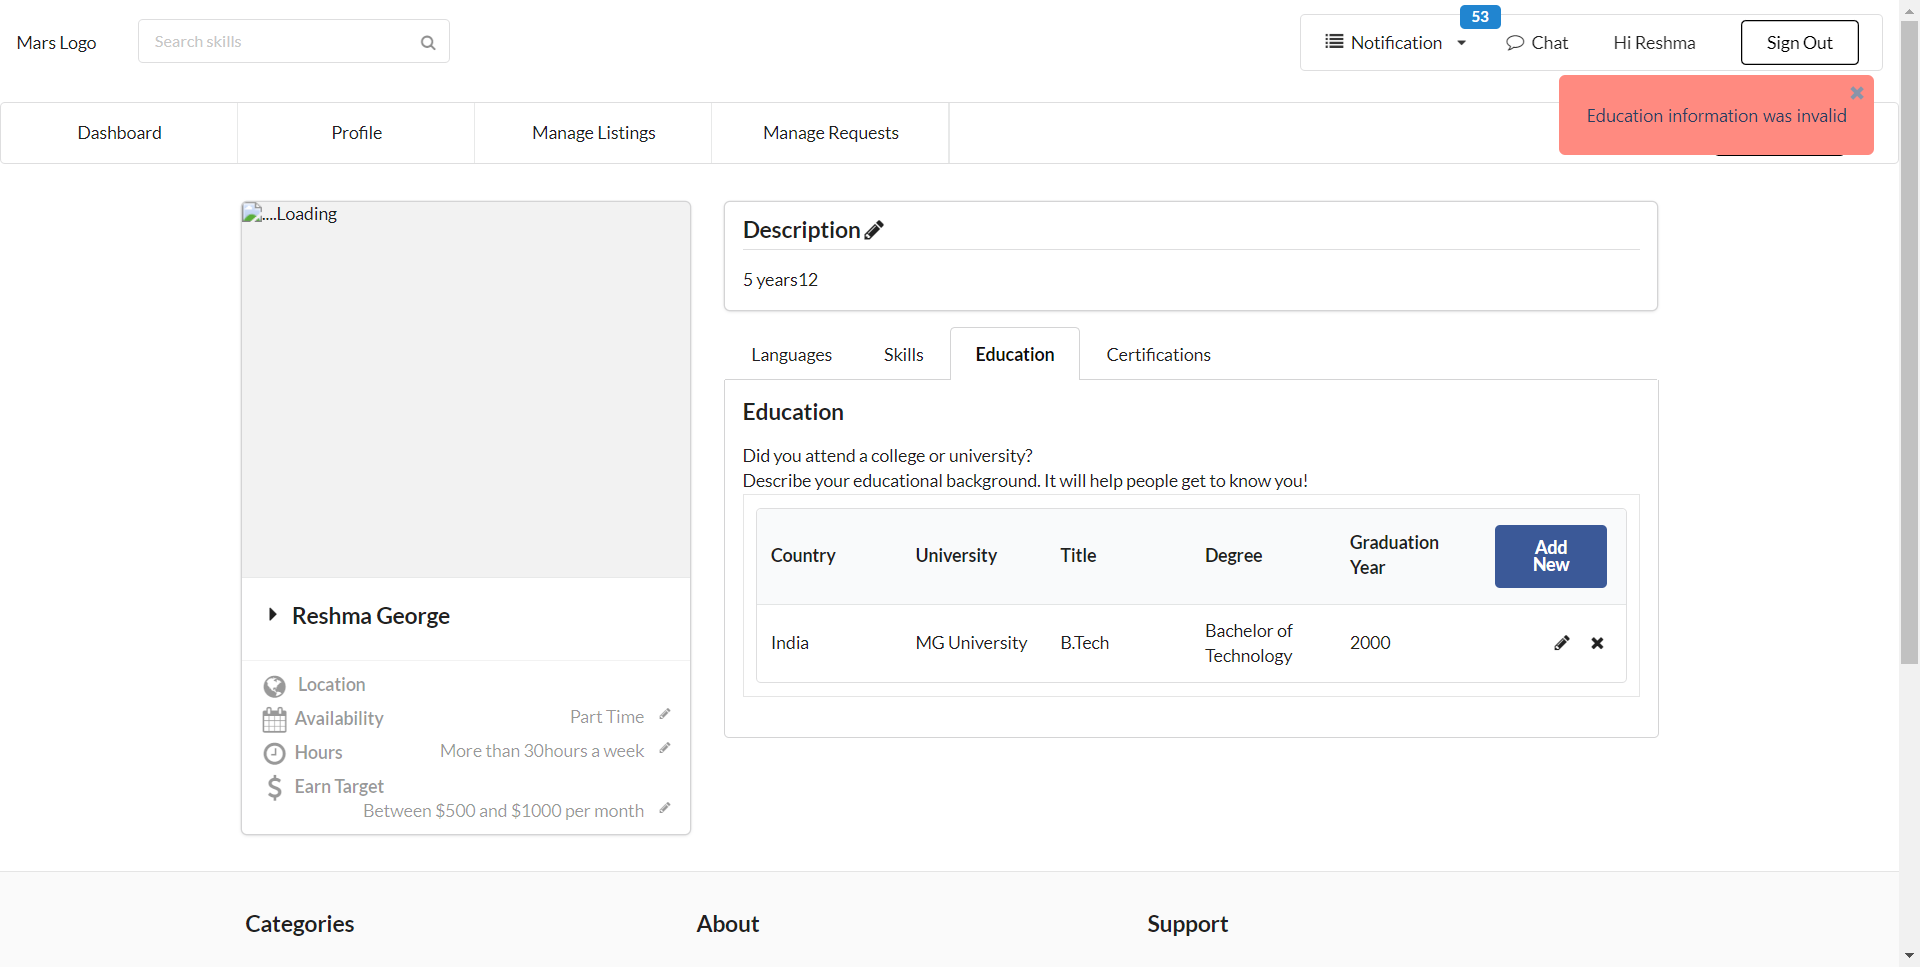 Mars Logo
Search skills
53
Notification
Chat
Hi Reshma
Sign Out
Education information was invalid
Dashboard
Profile
Manage Listings
Manage Requests
....Loading
Reshma George
Location
Availability
Part Time
Hours
More than 30hours a week
Earn Target
Between $500 and $1000 per month
Description
5 years12
Languages
Skills
Education
Certifications
Education
Did you attend a college or university?
Describe your educational background. It will help people get to know you!
Country
University
Title
Degree
Graduation
Year
Add
New
India
MG University
B.Tech
Bachelor of
Technology
2000
Categories
About
Support